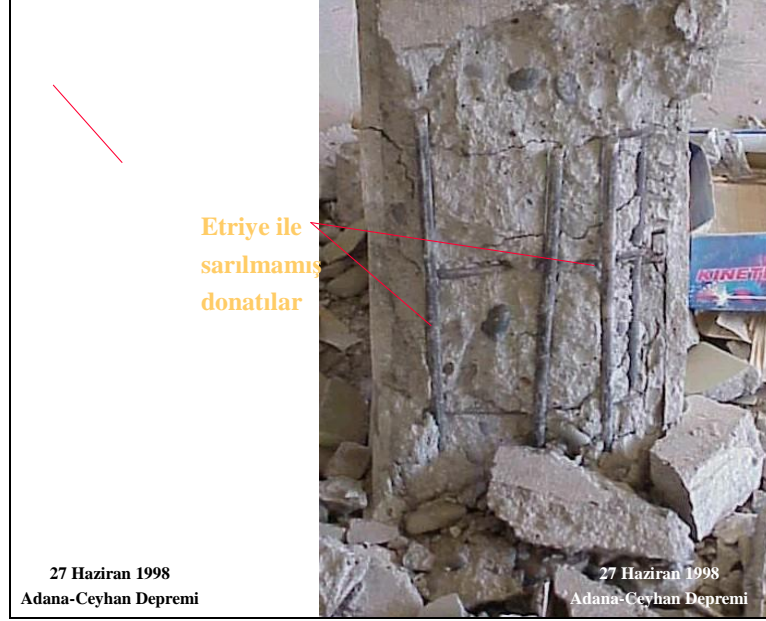 Etriye ile
sarılmamış
donatılar
KINET
27 Haziran 1998
Adana-Ceyhan Depremi
27 Haziran 1998
Adana-Ceyhan Depremi